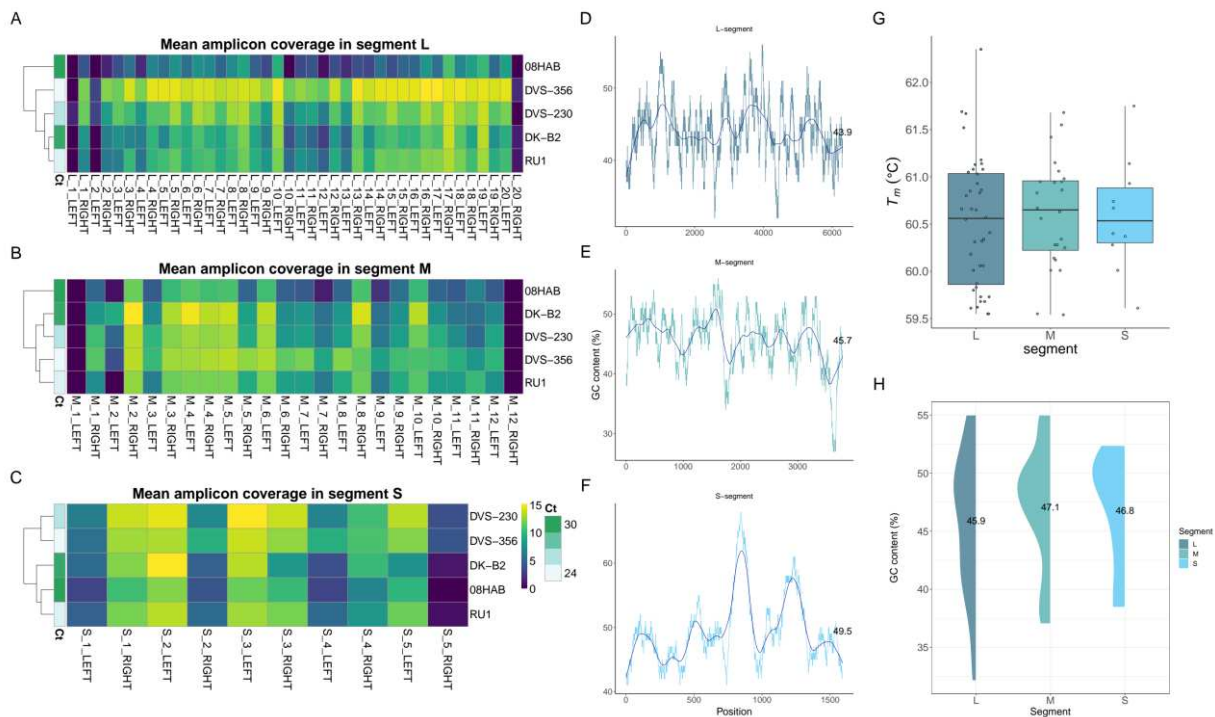 A
Mean amplicon coverage in segment L
08HAB
DVS−356
DVS−230
DK−B2
RU1
Ct
L_1_LEFT
L_1_RIGHT
L_2_LEFT
L_2_RIGHT
L_3_LEFT
L_3_RIGHT
L_4_LEFT
L_4_RIGHT
L_5_LEFT
L_5_RIGHT
L_6_LEFT
L_6_RIGHT
L_7_LEFT
L_7_RIGHT
L_8_LEFT
L_8_RIGHT
L_9_LEFT
L_9_RIGHT
L_10_LEFT
L_10_RIGHT
L_11_LEFT
L_11_RIGHT
L_12_LEFT
L_12_RIGHT
L_13_LEFT
L_13_RIGHT
L_14_LEFT
L_14_RIGHT
L_15_LEFT
L_15_RIGHT
L_16_LEFT
L_16_RIGHT
L_17_LEFT
L_17_RIGHT
L_18_LEFT
L_18_RIGHT
L_19_LEFT
L_19_RIGHT
L_20_LEFT
L_20_RIGHT
B
Mean amplicon coverage in segment M
08HAB
DK−B2
DVS−230
DVS−356
RU1
Ct
M_1_LEFT
M_1_RIGHT
M_2_LEFT
M_2_RIGHT
M_3_LEFT
M_3_RIGHT
M_4_LEFT
M_4_RIGHT
M_5_LEFT
M_5_RIGHT
M_6_LEFT
M_6_RIGHT
M_7_LEFT
M_7_RIGHT
M_8_LEFT
M_8_RIGHT
M_9_LEFT
M_9_RIGHT
M_10_LEFT
M_10_RIGHT
M_11_LEFT
M_11_RIGHT
M_12_LEFT
M_12_RIGHT
C
Mean amplicon coverage in segment S
DVS−230
DVS−356
DK−B2
08HAB
RU1
Ct
S_1_LEFT
S_1_RIGHT
S_2_LEFT
S_2_RIGHT
S_3_LEFT
S_3_RIGHT
S_4_LEFT
S_4_RIGHT
S_5_LEFT
S_5_RIGHT
15
10
5
0
Ct
30
24
D
L−segment
50
40
43.9
0
2000
4000
6000
E
M−segment
GC content (%)
50
40
30
45.7
0
1000
2000
3000
F
S−segment
60
50
40
49.5
0
500
1000
1500
Position
G
Tm (°C)
62.0
61.5
61.0
60.5
60.0
59.5
L
M
S
segment
H
GC content (%)
55
50
45
40
35
45.9
47.1
46.8
L
M
S
Segment
Segment
L
M
S